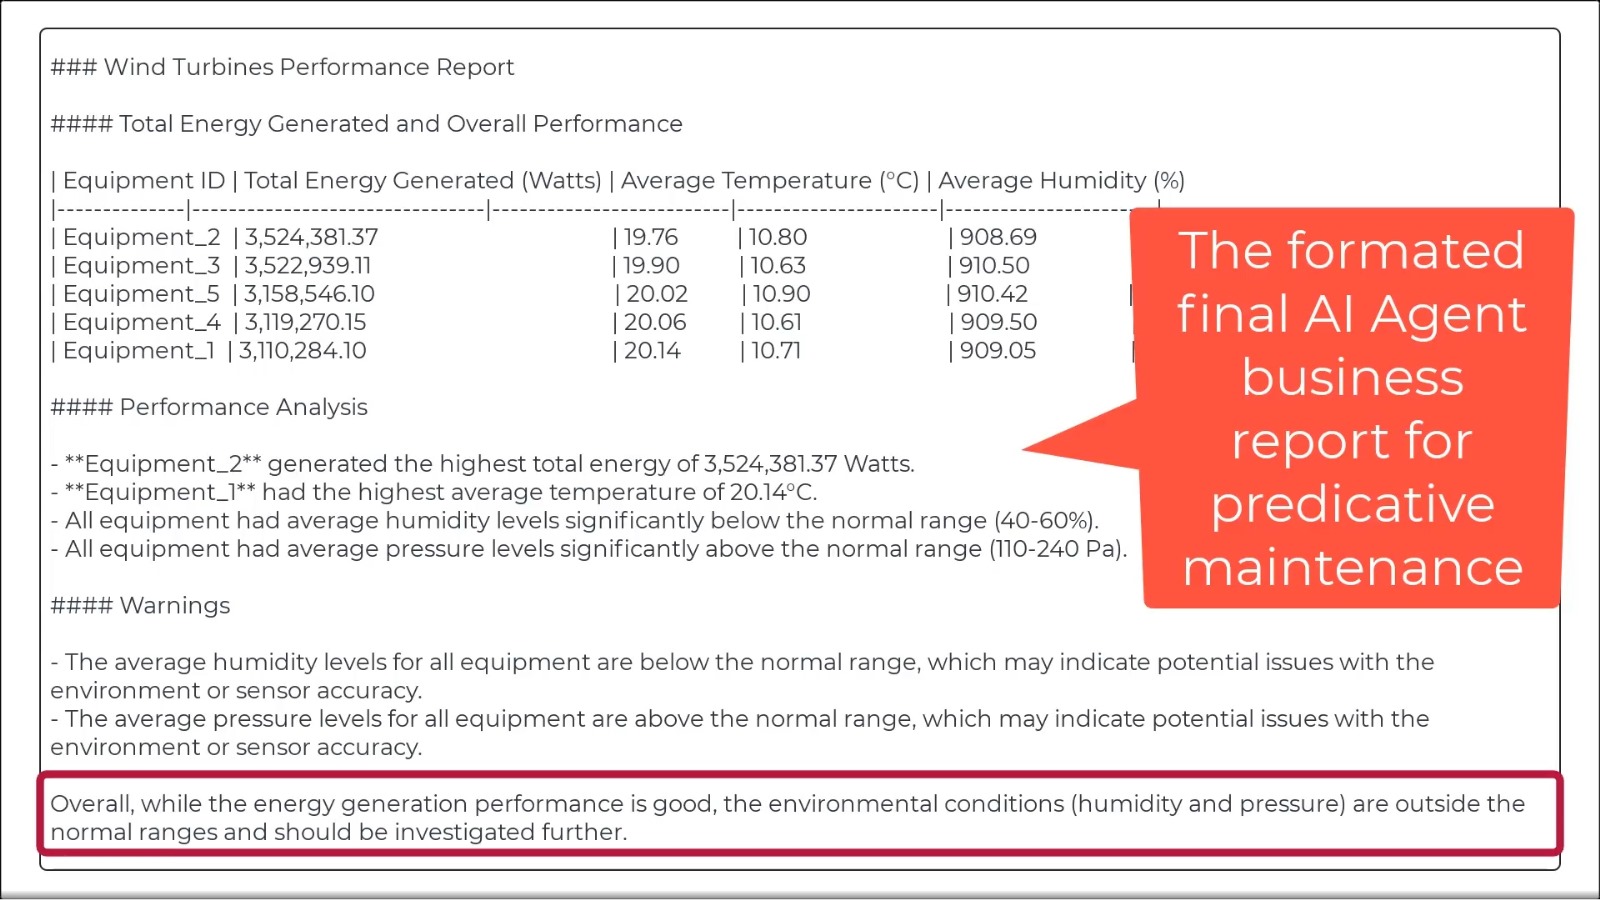 ### Wind Turbines Performance Report
#### Total Energy Generated and Overall Performance
| Equipment ID | Total Energy Generated (Watts) | Average Temperature (°C) | Average Humidity (%)
|--------------|--------------------------------|--------------------------|----------------------|-----------------------|
| Equipment_2 | 3,524,381.37 | 19.76 | 10.80 | 908.69
| Equipment_3 | 3,522,939.11 | 19.90 | 10.63 | 910.50
| Equipment_5 | 3,158,546.10 | 20.02 | 10.90 | 910.42 |
| Equipment_4 | 3,119,270.15 | 20.06 | 10.61 | 909.50
| Equipment_1 | 3,110,284.10 | 20.14 | 10.71 | 909.05 |
#### Performance Analysis
- **Equipment_2** generated the highest total energy of 3,524,381.37 Watts.
- **Equipment_1** had the highest average temperature of 20.14°C.
- All equipment had average humidity levels significantly below the normal range (40-60%).
- All equipment had average pressure levels significantly above the normal range (110-240 Pa).
#### Warnings
- The average humidity levels for all equipment are below the normal range, which may indicate potential issues with the
environment or sensor accuracy.
- The average pressure levels for all equipment are above the normal range, which may indicate potential issues with the
environment or sensor accuracy.
Overall, while the energy generation performance is good, the environmental conditions (humidity and pressure) are outside the
normal ranges and should be investigated further.
The formated
final AI Agent
business
report for
predicative
maintenance